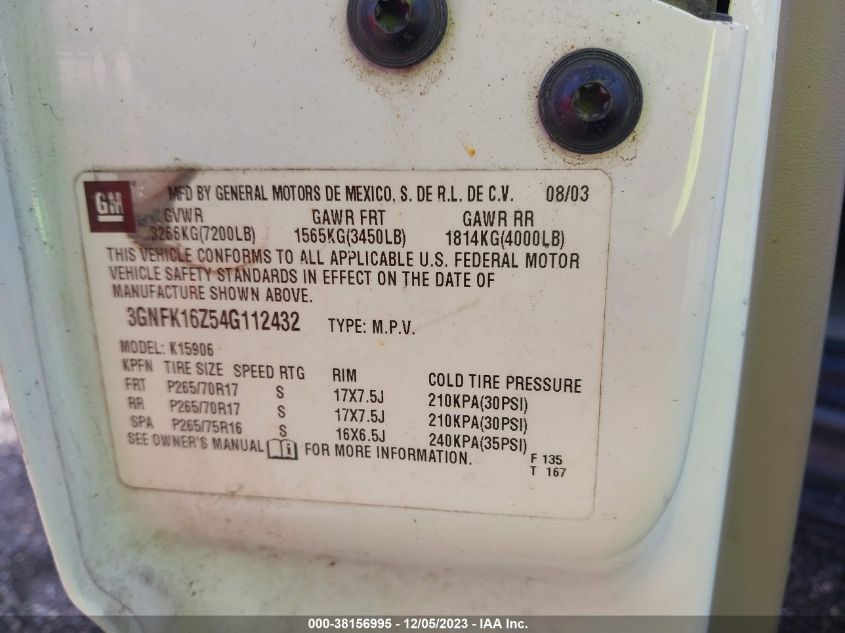 GM
MFD BY GENERAL MOTORS DE MEXICO, S. DE R.L. DE C.V. 08/03
GVWR GAWR FRT GAWR RR
3266KG(7200LB) 1565KG(3450LB) 1814KG(4000LB)
THIS VEHICLE CONFORMS TO ALL APPLICABLE U.S. FEDERAL MOTOR
VEHICLE SAFETY STANDARDS IN EFFECT ON THE DATE OF
MANUFACTURE SHOWN ABOVE.
3GNFK16Z54G112432 TYPE: M.P.V.
MODEL: K15906
KPFN TIRE SIZE SPEED RTG RIM COLD TIRE PRESSURE
FRT P265/70R17 S 17X7.5J 210KPA(30PSI)
RR P265/70R17 S 17X7.5J 210KPA(30PSI)
SPA P265/75R16 S 16X6.5J 240KPA(35PSI)
SEE OWNER'S MANUAL i FOR MORE INFORMATION.
F 135
T 167
000-38156995 - 12/05/2023 - IAA Inc.